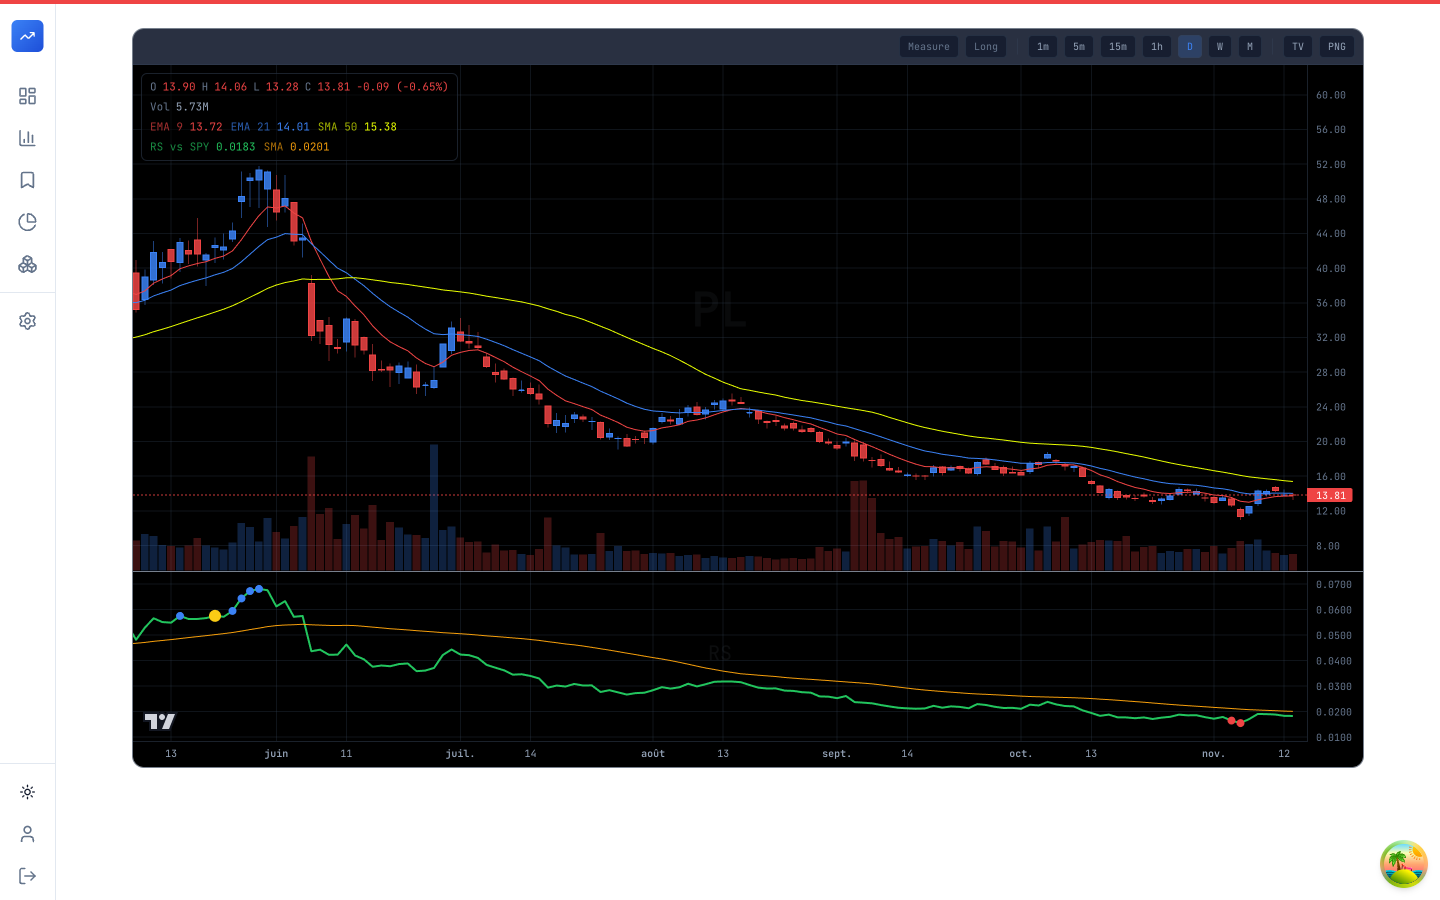 Measure Long 1m 5m 15m 1h D W M TV PNG
O 13.90 H 14.06 L 13.28 C 13.81 -0.09 (-0.65%)
Vol 5.73M
EMA 9 13.72 EMA 21 14.01 SMA 50 15.38
RS vs SPY 0.0183 SMA 0.0201
60.00
56.00
52.00
48.00
44.00
40.00
36.00
PL
32.00
28.00
24.00
20.00
16.00
13.81
12.00
8.00
0.0700
0.0600
0.0500
RS
0.0400
0.0300
0.0200
0.0100
13 juin 11 juil. 14 août 13 sept. 14 oct. 13 nov. 12